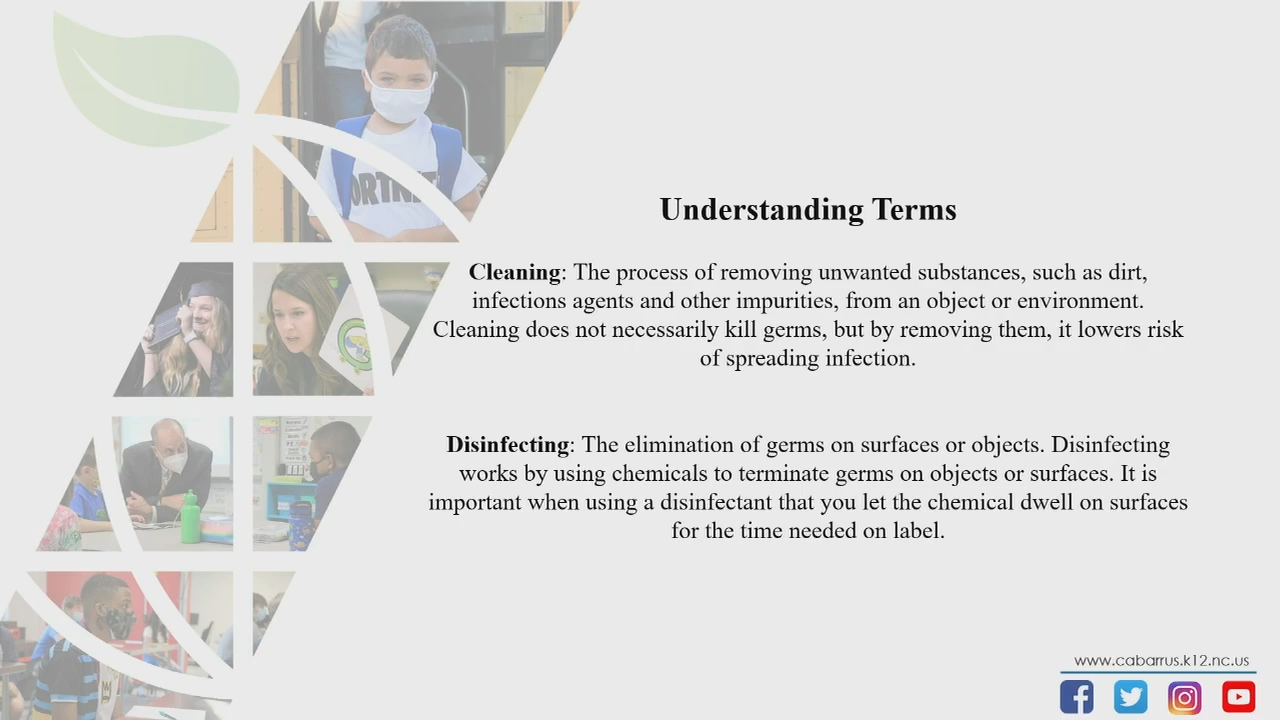 Understanding Terms
Cleaning: The process of removing unwanted substances, such as dirt,
infections agents and other impurities, from an object or environment.
Cleaning does not necessarily kill germs, but by removing them, it lowers risk
of spreading infection.
Disinfecting: The elimination of germs on surfaces or objects. Disinfecting
works by using chemicals to terminate germs on objects or surfaces. It is
important when using a disinfectant that you let the chemical dwell on surfaces
for the time needed on label.
www.cabarrus.k12.nc.us